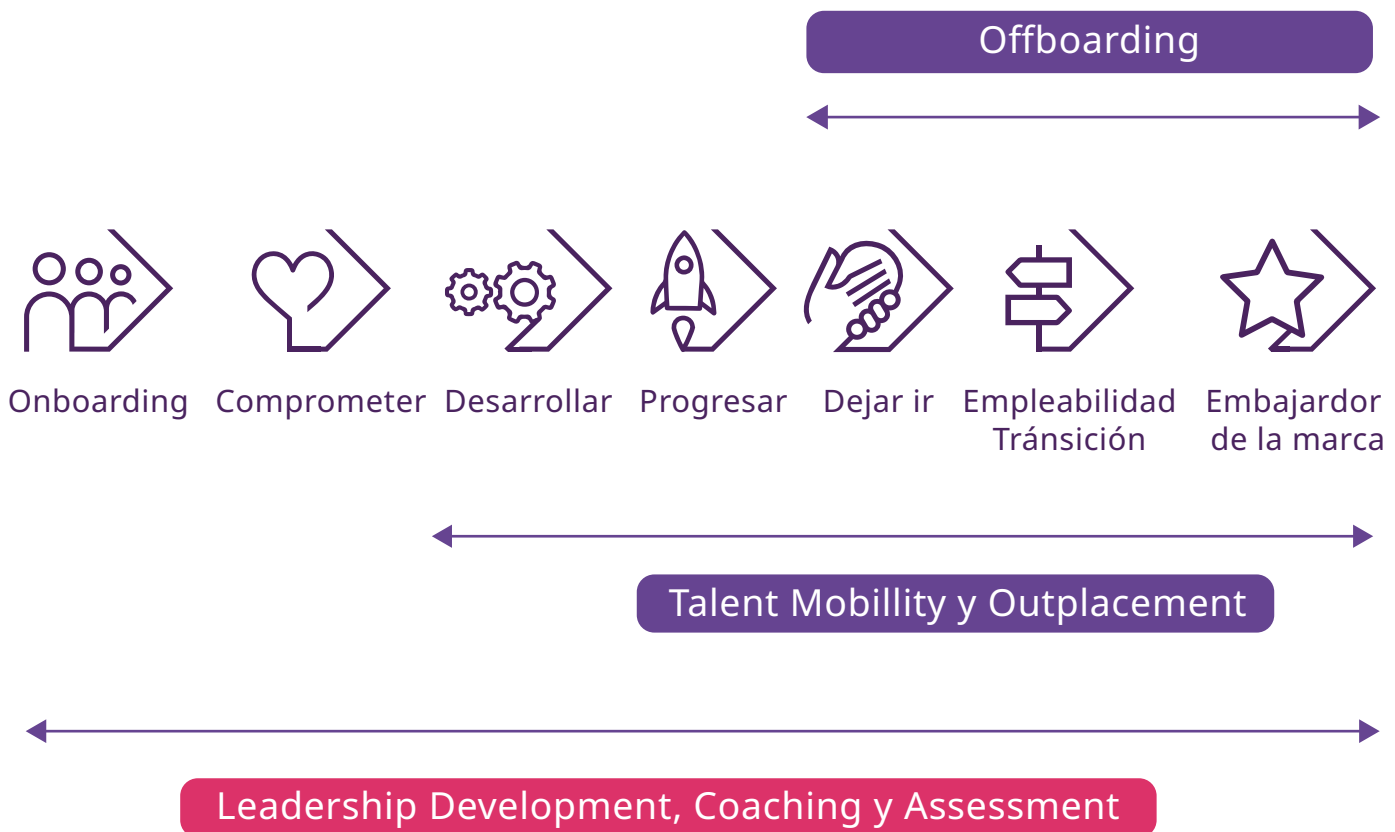 Offboarding
Onboarding
Comprometer
Desarrollar
Progresar
Dejar ir
Empleabilidad
Tránsición
Embajardor
de la marca
Talent Mobillity y Outplacement
Leadership Development, Coaching y Assessment